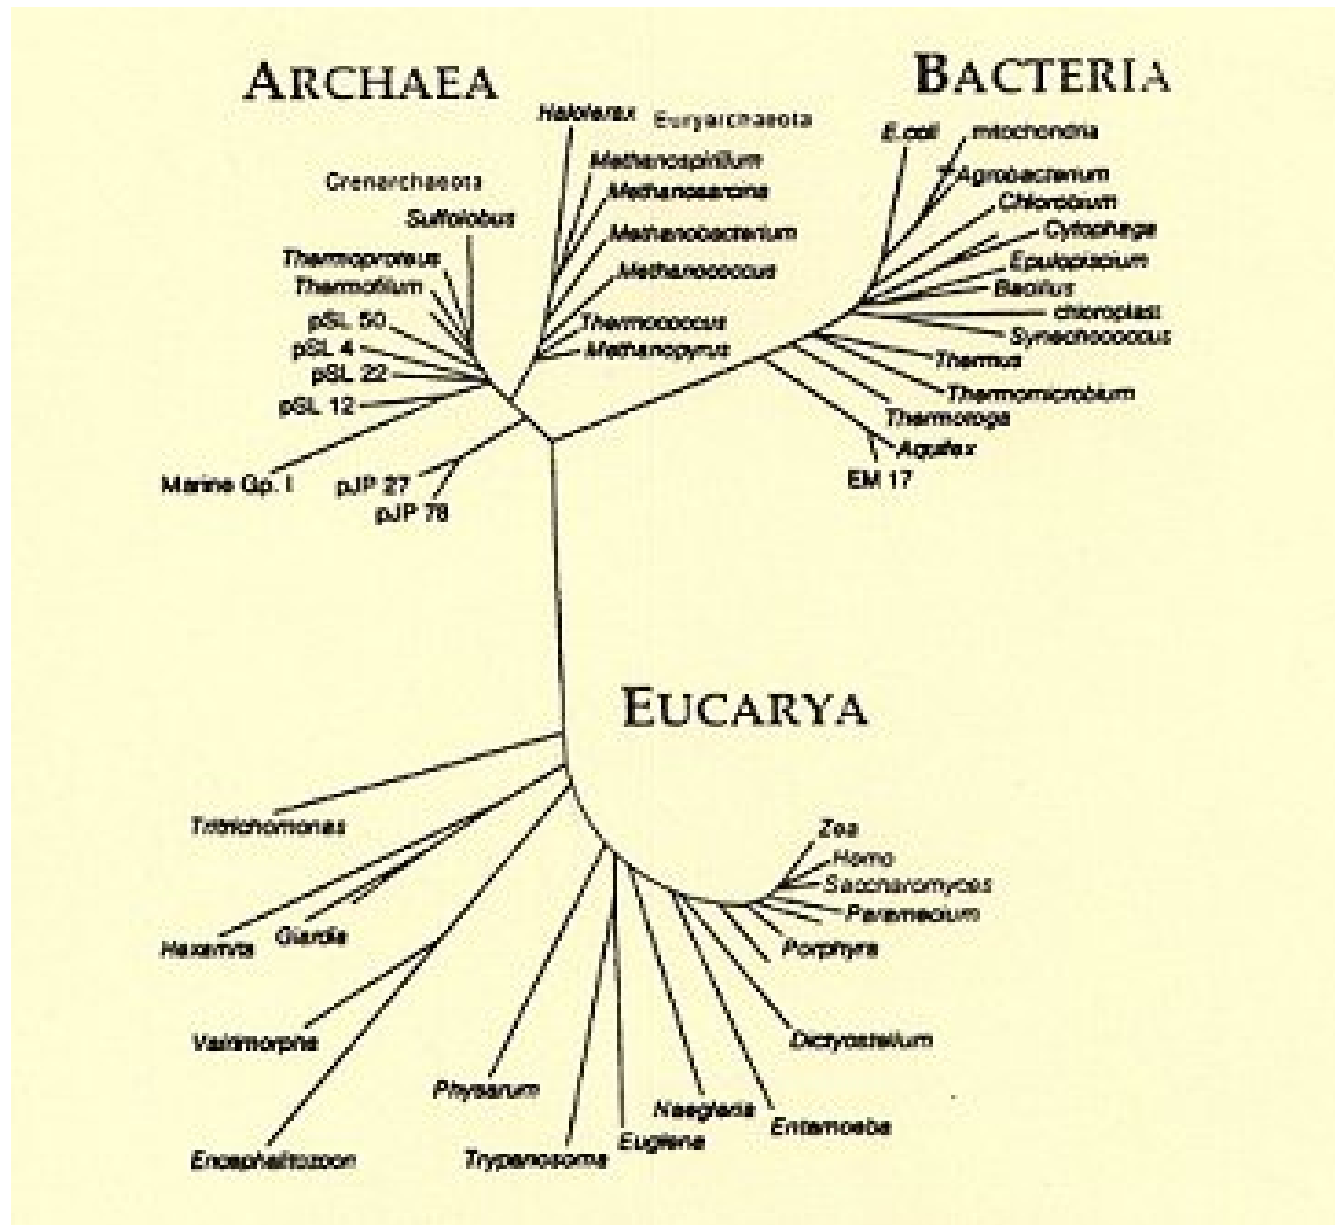 ARCHAEA
BACTERIA
Haloferax
Euryarchaeota
E.coli
mitochondria
Methanospirillum
Agrobacterium
Crenarchaeota
Methanosarcina
Chlorobium
Sulfolobus
Methanobacterium
Cytophaga
Thermoproteus
Methanococcus
Epulopiscium
Thermofilum
Bacillus
pSL 50
Thermococcus
chloroplast
pSL 4
Methanopyrus
Synechococcus
pSL 22
Thermus
pSL 12
Thermomicrobium
Thermotoga
Marine Gp. I
pJP 27
Aquifex
pJP 78
EM 17
EUCARYA
Tritrichomonas
Zea
Homo
Saccharomyces
Paramecium
Hexamita
Giardia
Porphyra
Vairimorpha
Dictyostelium
Physarum
Naegleria
Entamoeba
Encephalitozoon
Trypanosoma
Euglena